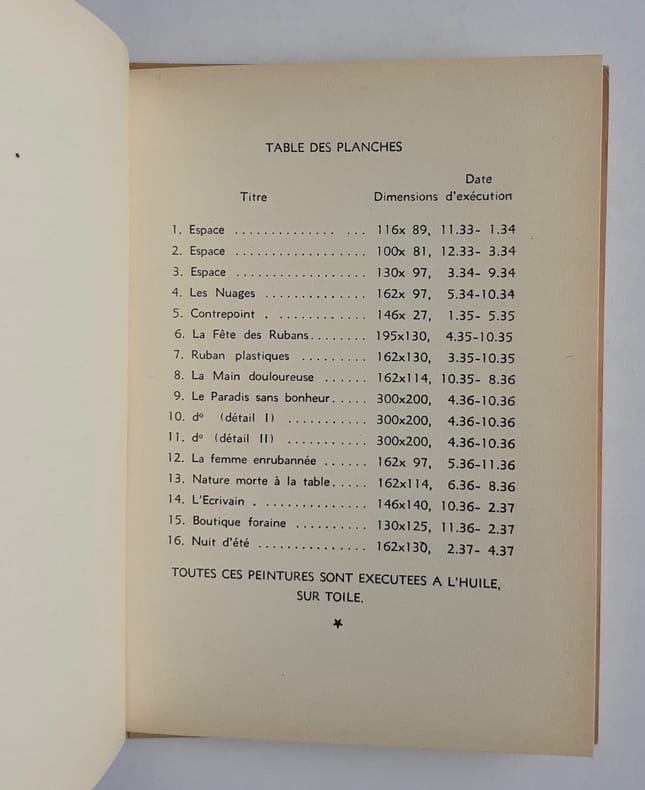 TABLE DES PLANCHES
Date
Titre Dimensions d'exécution
1. Espace .............. ... 116x 89, 11.33- 1.34
2. Espace .................. 100x 81, 12.33- 3.34
3. Espace .................. 130x 97, 3.34- 9.34
4. Les Nuages .............. 162x 97, 5.34-10.34
5. Contrepoint . ............ 146x 27, 1.35- 5.35
6. La Fête des Rubans........ 195x130, 4.35-10.35
7. Ruban plastiques ......... 162x130, 3.35-10.35
8. La Main douloureuse ...... 162x114, 10.35- 8.36
9. Le Paradis sans bonheur..... 300x200, 4.36-10.36
10. dº (détail I) ........... 300x200, 4.36-10.36
11. dº (détail II) ........... 300x200, 4.36-10.36
12. La femme enrubannée ...... 162x 97, 5.36-11.36
13. Nature morte à la table..... 162x114, 6.36- 8.36
14. L'Ecrivain . .............. 146x140, 10.36- 2.37
15. Boutique foraine .......... 130x125, 11.36- 2.37
16. Nuit d'été ............... 162x130, 2.37- 4.37
TOUTES CES PEINTURES SONT EXECUTEES A L'HUILE,
SUR TOILE.